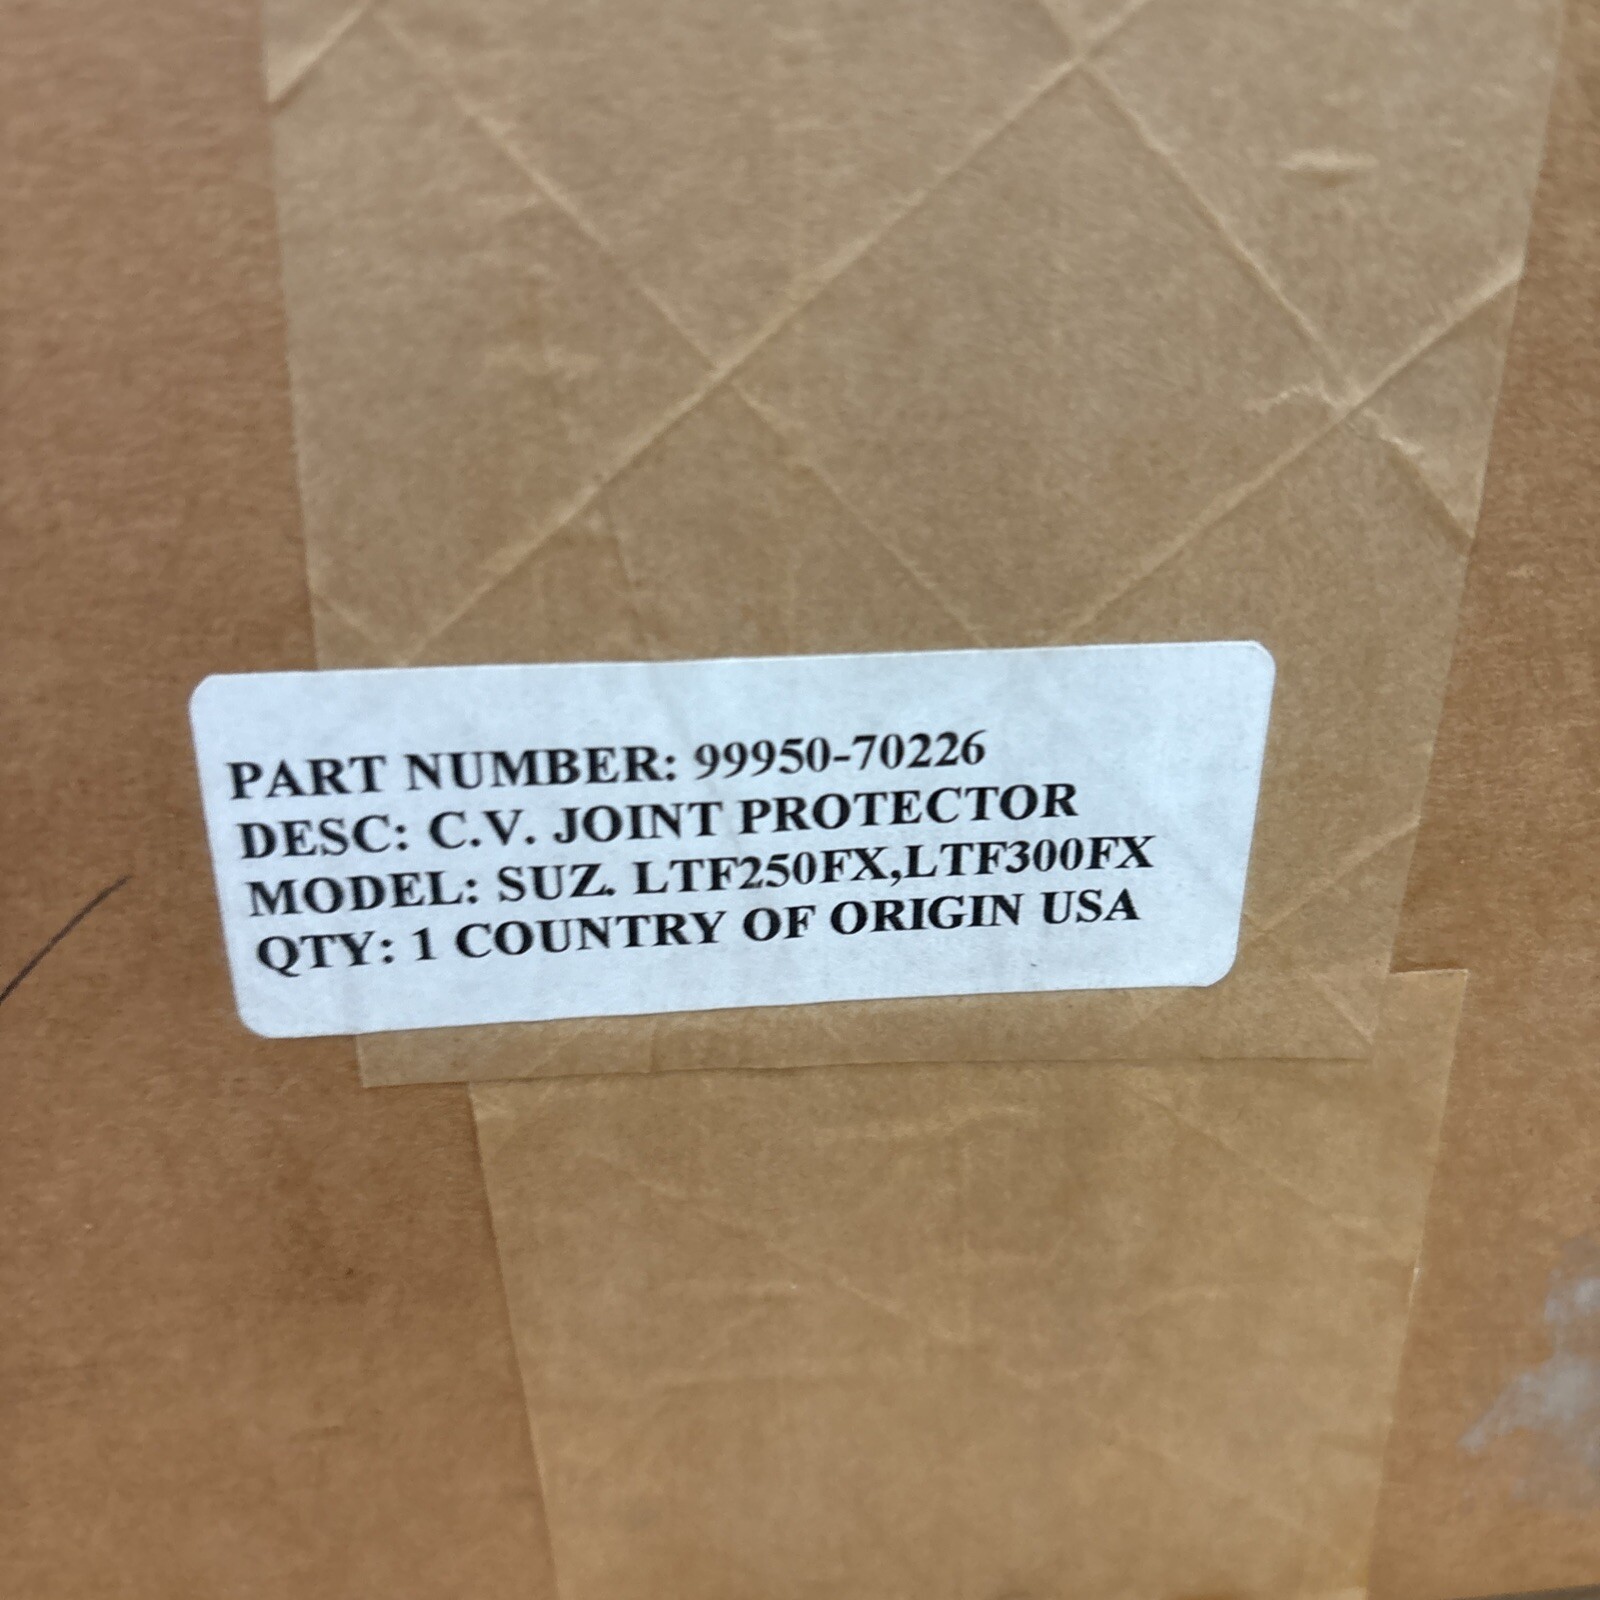 PART NUMBER: 99950-70226
DESC: C.V. JOINT PROTECTOR
MODEL: SUZ. LTF250FX,LTF300FX
QTY: 1 COUNTRY OF ORIGIN USA